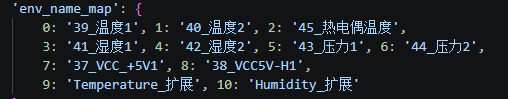 'env_name_map': {
0: '39_温度1', 1: '40_温度2', 2: '45_热电偶温度',
3: '41_湿度1', 4: '42_湿度2', 5: '43_压力1', 6: '44_压力2',
7: '37_VCC_+5V1', 8: '38_VCC5V-H1',
9: 'Temperature_扩展', 10: 'Humidity_扩展'